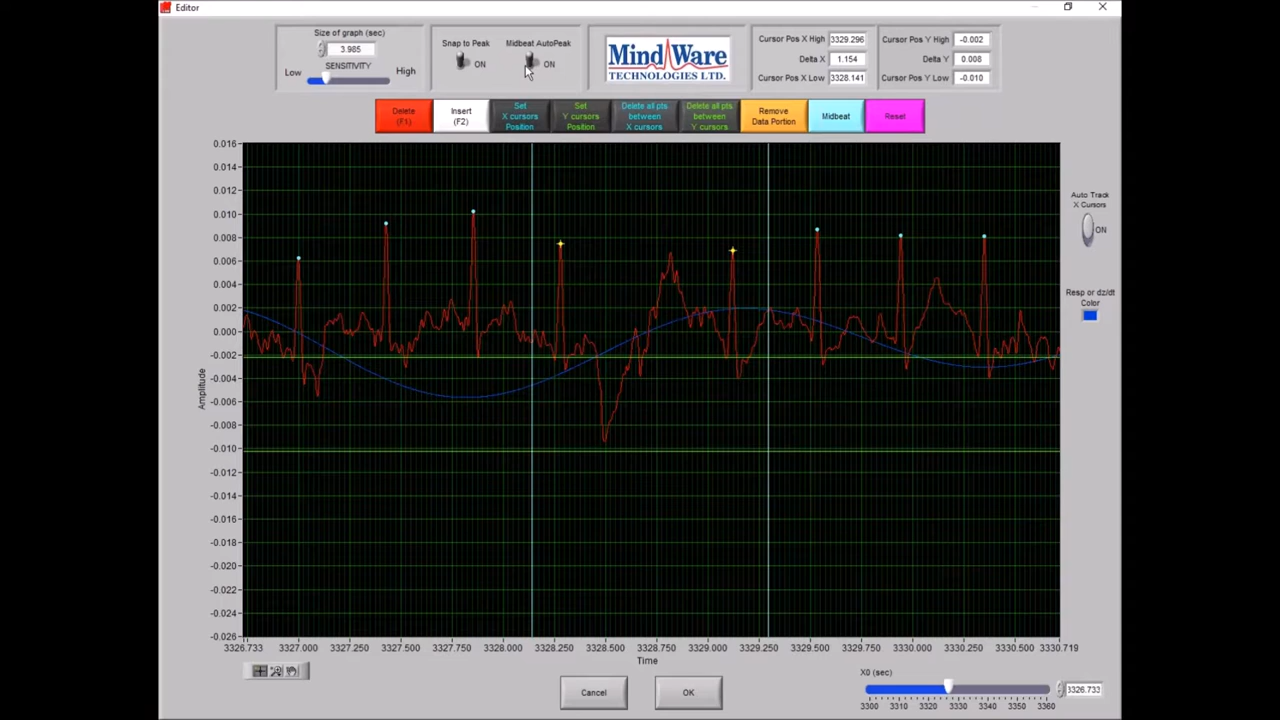 Editor
Size of graph (sec)
3.985
SENSITIVITY
Low
High
Snap to Peak
ON
Midbeat AutoPeak
ON
MindWare
TECHNOLOGIES LTD.
Cursor Pos X High 3329.296
Delta X 1.154
Cursor Pos X Low 3328.141
Cursor Pos Y High -0.002
Delta Y 0.008
Cursor Pos Y Low -0.010
Delete
(F1)
Insert
(F2)
Set
X cursors
Position
Set
Y cursors
Position
Delete all pts
between
X cursors
Delete all pts
between
Y cursors
Remove
Data Portion
Midbeat
Reset
0.016
0.014
0.012
0.010
0.008
0.006
0.004
0.002
0.000
-0.002
-0.004
-0.006
-0.008
-0.010
-0.012
-0.014
-0.016
-0.018
-0.020
-0.022
-0.024
-0.026
Amplitude
Auto Track
X Cursors
ON
Resp or dz/dt
Color
3326.733 3327.000 3327.250 3327.500 3327.750 3328.000 3328.250 3328.500 3328.750 3329.000 3329.250 3329.500 3329.750 3330.000 3330.250 3330.500 3330.719
Time
Cancel
OK
X0 (sec)
3326.733
3300 3310 3320 3330 3340 3350 3360